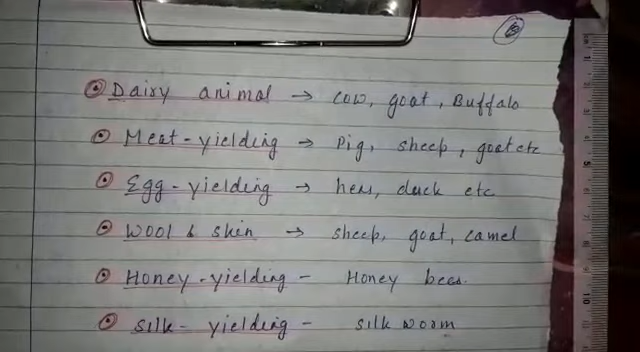 Dairy animal → cow, goat, Buffalo
Meat-yielding → Pig, sheep, goat etc
Egg-yielding → hen, duck etc
Wool & skin → sheep, goat, camel
Honey-yielding - Honey bees.
silk-yielding - silk worm